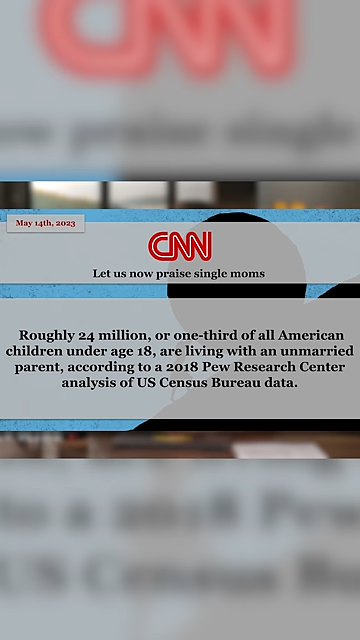 CNN
May 14th, 2023
CNN
Let us now praise single moms
Roughly 24 million, or one-third of all American
children under age 18, are living with an unmarried
parent, according to a 2018 Pew Research Center
analysis of US Census Bureau data.